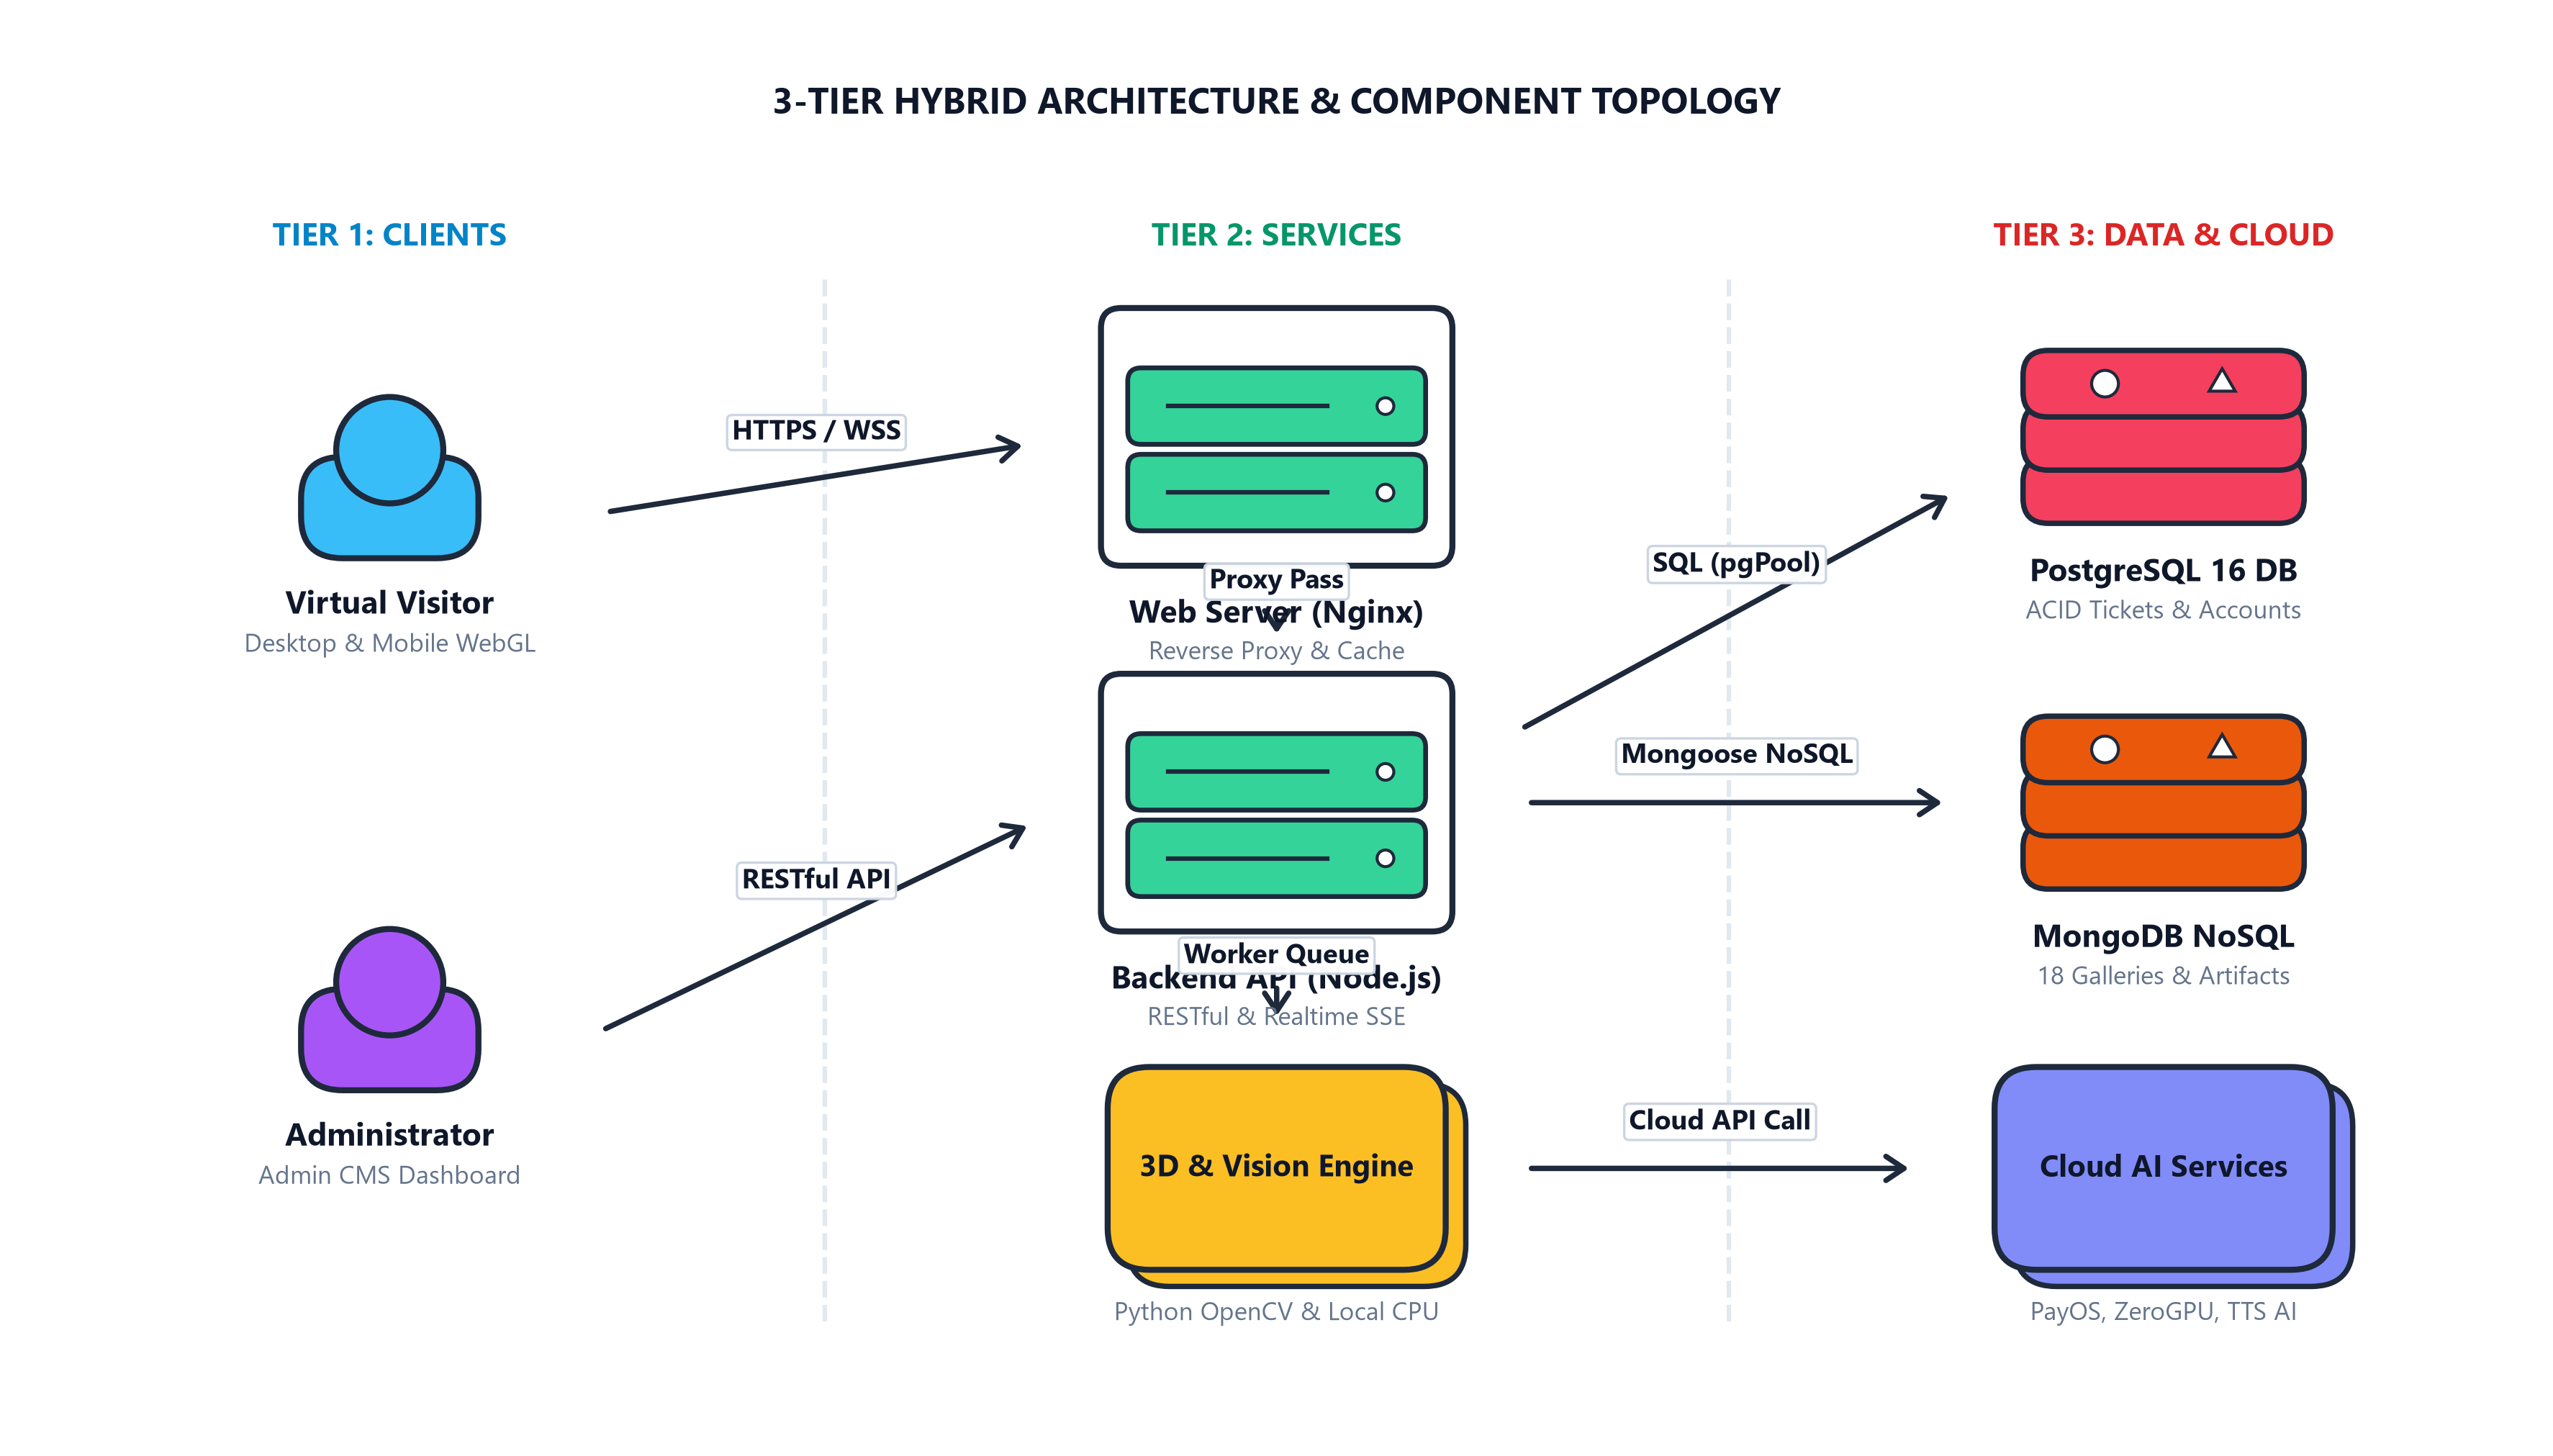 3-TIER HYBRID ARCHITECTURE & COMPONENT TOPOLOGY
TIER 1: CLIENTS
TIER 2: SERVICES
TIER 3: DATA & CLOUD
HTTPS / WSS
Virtual Visitor
Desktop & Mobile WebGL
Proxy Pass
Web Server (Nginx)
Reverse Proxy & Cache
SQL (pgPool)
PostgreSQL 16 DB
ACID Tickets & Accounts
RESTful API
Mongoose NoSQL
Administrator
Admin CMS Dashboard
Worker Queue
Backend API (Node.js)
RESTful & Realtime SSE
MongoDB NoSQL
18 Galleries & Artifacts
3D & Vision Engine
Python OpenCV & Local CPU
Cloud API Call
Cloud AI Services
PayOS, ZeroGPU, TTS AI